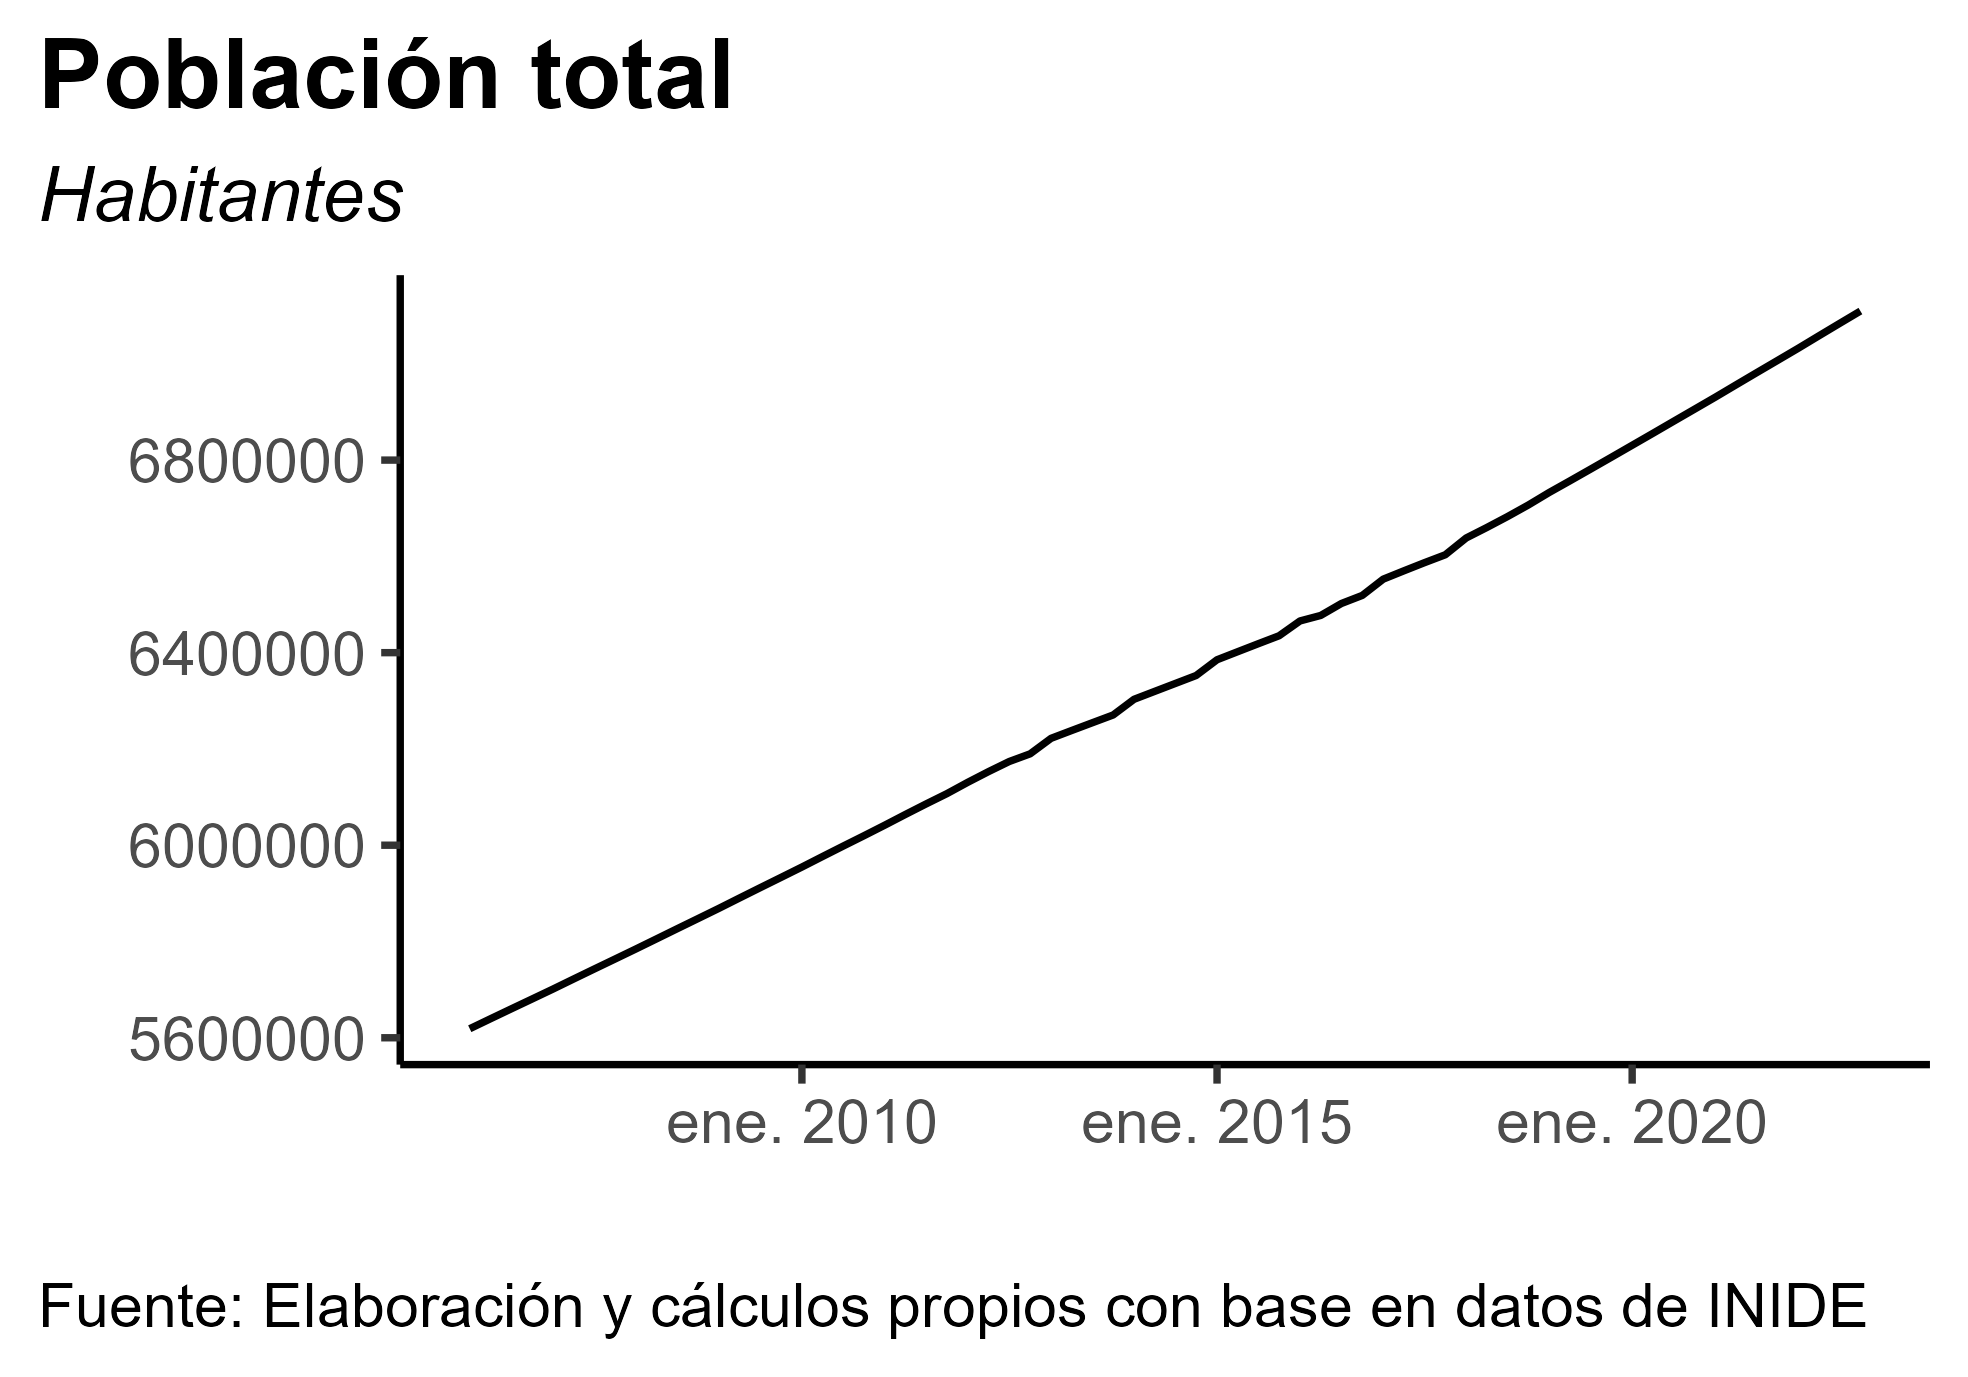 Población total
Habitantes
6800000
6400000
6000000
5600000
ene. 2010
ene. 2015
ene. 2020
Fuente: Elaboración y cálculos propios con base en datos de INIDE